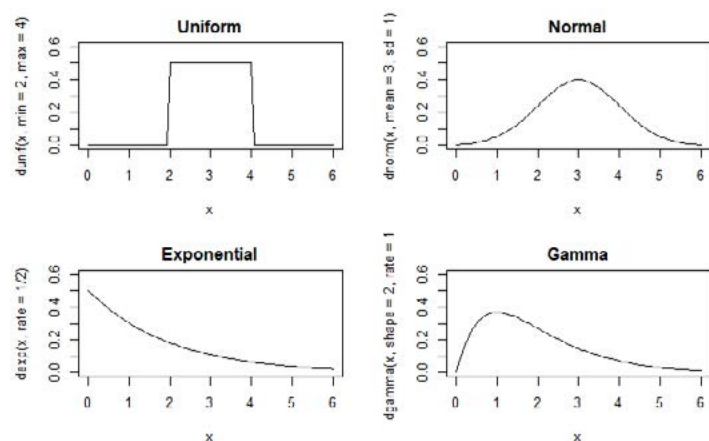 Uniform
dunif(x, min = 2, max = 4)
0.0 0.2 0.4 0.6
0 1 2 3 4 5 6
x
Normal
dnorm(x, mean = 3, sd = 1)
0.0 0.2 0.4 0.6
0 1 2 3 4 5 6
x
Exponential
dexp(x, rate = 1/2)
0.0 0.2 0.4 0.6
0 1 2 3 4 5 6
x
Gamma
dgamma(x, shape = 2, rate = 1
0.0 0.2 0.4 0.6
0 1 2 3 4 5 6
x